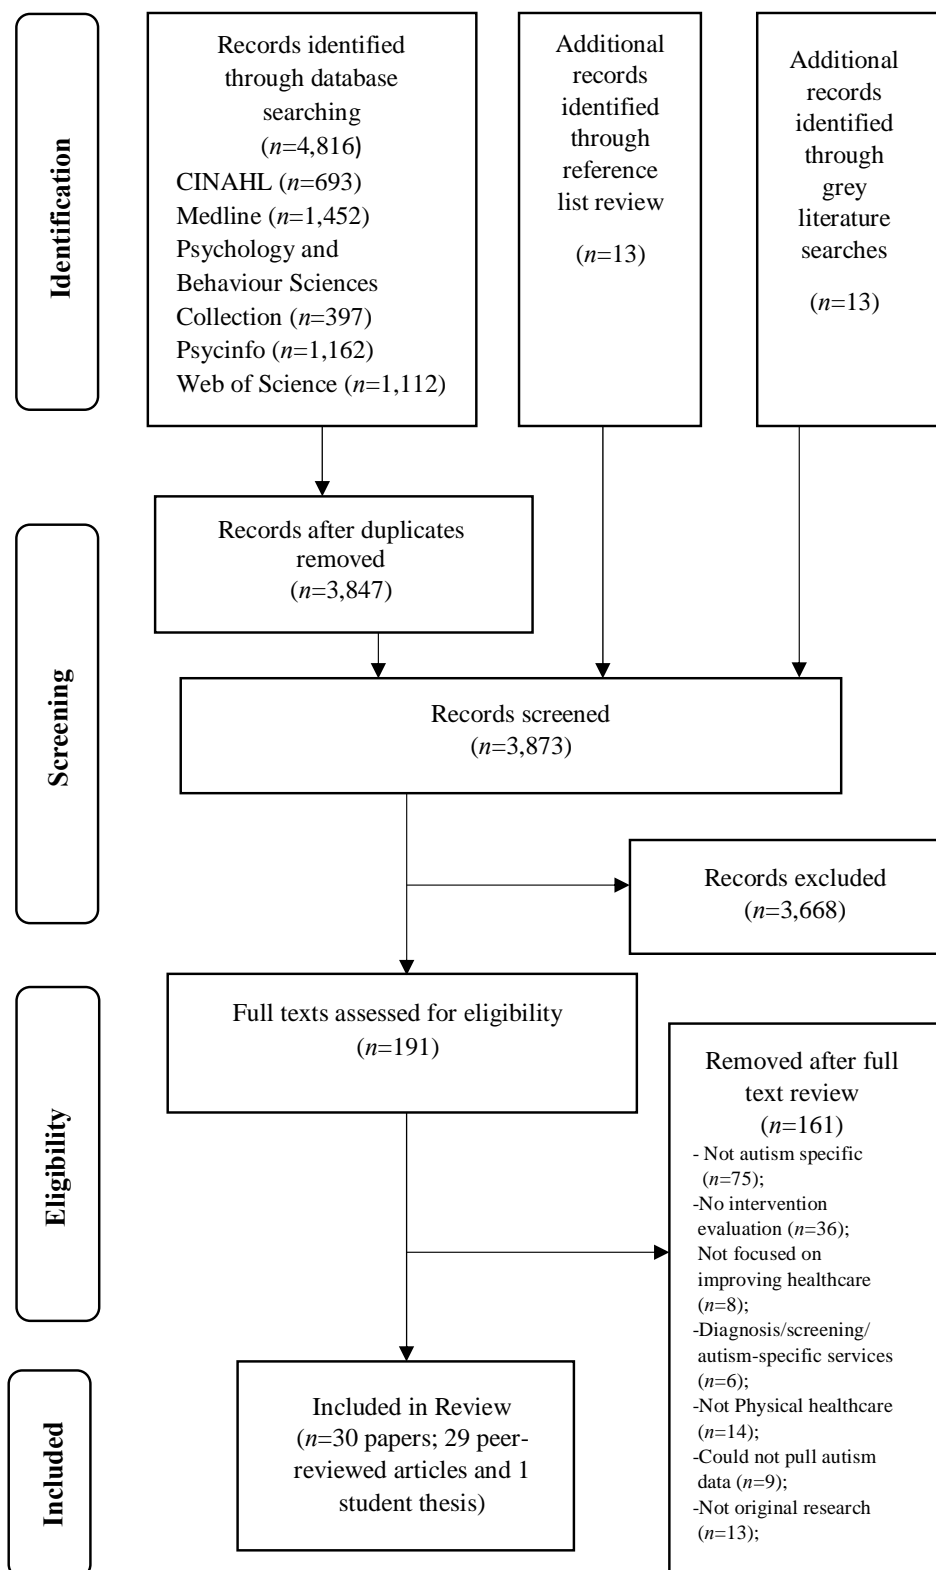 Identification
Records identified
through database
searching
(n=4,816)
CINAHL (n=693)
Medline (n=1,452)
Psychology and
Behaviour Sciences
Collection (n=397)
Psycinfo (n=1,162)
Web of Science (n=1,112)
Additional
records
identified
through
reference
list review
(n=13)
Additional
records
identified
through
grey
literature
searches
(n=13)
Screening
Records after duplicates
removed
(n=3,847)
Records screened
(n=3,873)
Records excluded
(n=3,668)
Eligibility
Full texts assessed for eligibility
(n=191)
Removed after full
text review
(n=161)
- Not autism specific
(n=75);
-No intervention
evaluation (n=36);
Not focused on
improving healthcare
(n=8);
-Diagnosis/screening/
autism-specific services
(n=6);
-Not Physical healthcare
(n=14);
-Could not pull autism
data (n=9);
-Not original research
(n=13);
Included
Included in Review
(n=30 papers; 29 peer-
reviewed articles and 1
student thesis)